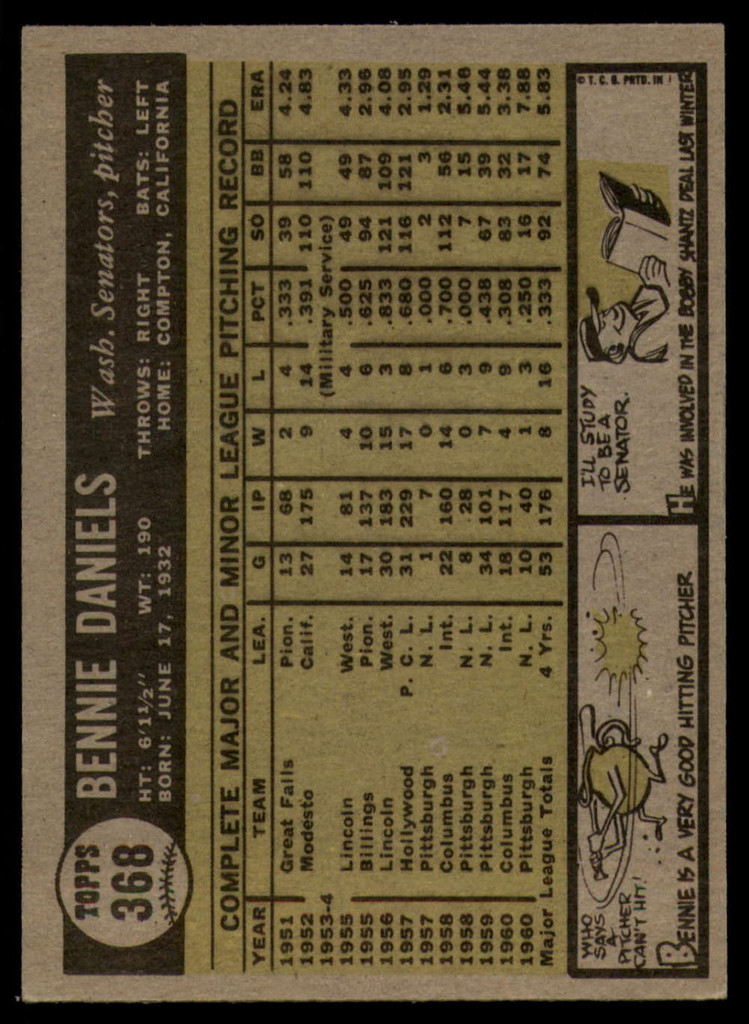 TOPPS
368
BENNIE DANIELS Wash. Senators, pitcher
HT: 6'1½" WT: 190 THROWS: RIGHT BATS: LEFT
BORN: JUNE 17, 1932 HOME: COMPTON, CALIFORNIA
COMPLETE MAJOR AND MINOR LEAGUE PITCHING RECORD
YEAR TEAM LEA. G IP W L PCT SO BB ERA
1951 Great Falls Pion. 13 68 2 4 .333 39 58 4.24
1952 Modesto Calif. 27 175 9 14 .391 110 110 4.83
1953-4 (Military Service)
1955 Lincoln West. 14 81 4 4 .500 49 49 4.33
1955 Billings Pion. 17 137 10 6 .625 94 87 2.96
1956 Lincoln West. 30 183 15 3 .833 121 109 4.08
1957 Hollywood P. C. L. 31 229 17 8 .680 116 121 2.95
1957 Pittsburgh N. L. 1 7 0 1 .000 2 3 1.29
1958 Columbus Int. 22 160 14 6 .700 112 56 2.31
1958 Pittsburgh N. L. 8 28 0 3 .000 7 15 5.46
1959 Pittsburgh N. L. 34 101 7 9 .438 67 39 5.44
1960 Columbus Int. 18 117 4 9 .308 83 32 3.38
1960 Pittsburgh N. L. 10 40 1 3 .250 16 17 7.88
Major League Totals 4 Yrs. 53 176 8 16 .333 92 74 5.83
WHO
SAYS
A
PITCHER
CAN'T HIT!
BENNIE IS A VERY GOOD HITTING PITCHER
I'LL STUDY
TO BE A
SENATOR.
© T. C. G. PRTD. IN
HE WAS INVOLVED IN THE BOBBY SHANTZ DEAL LAST WINTER